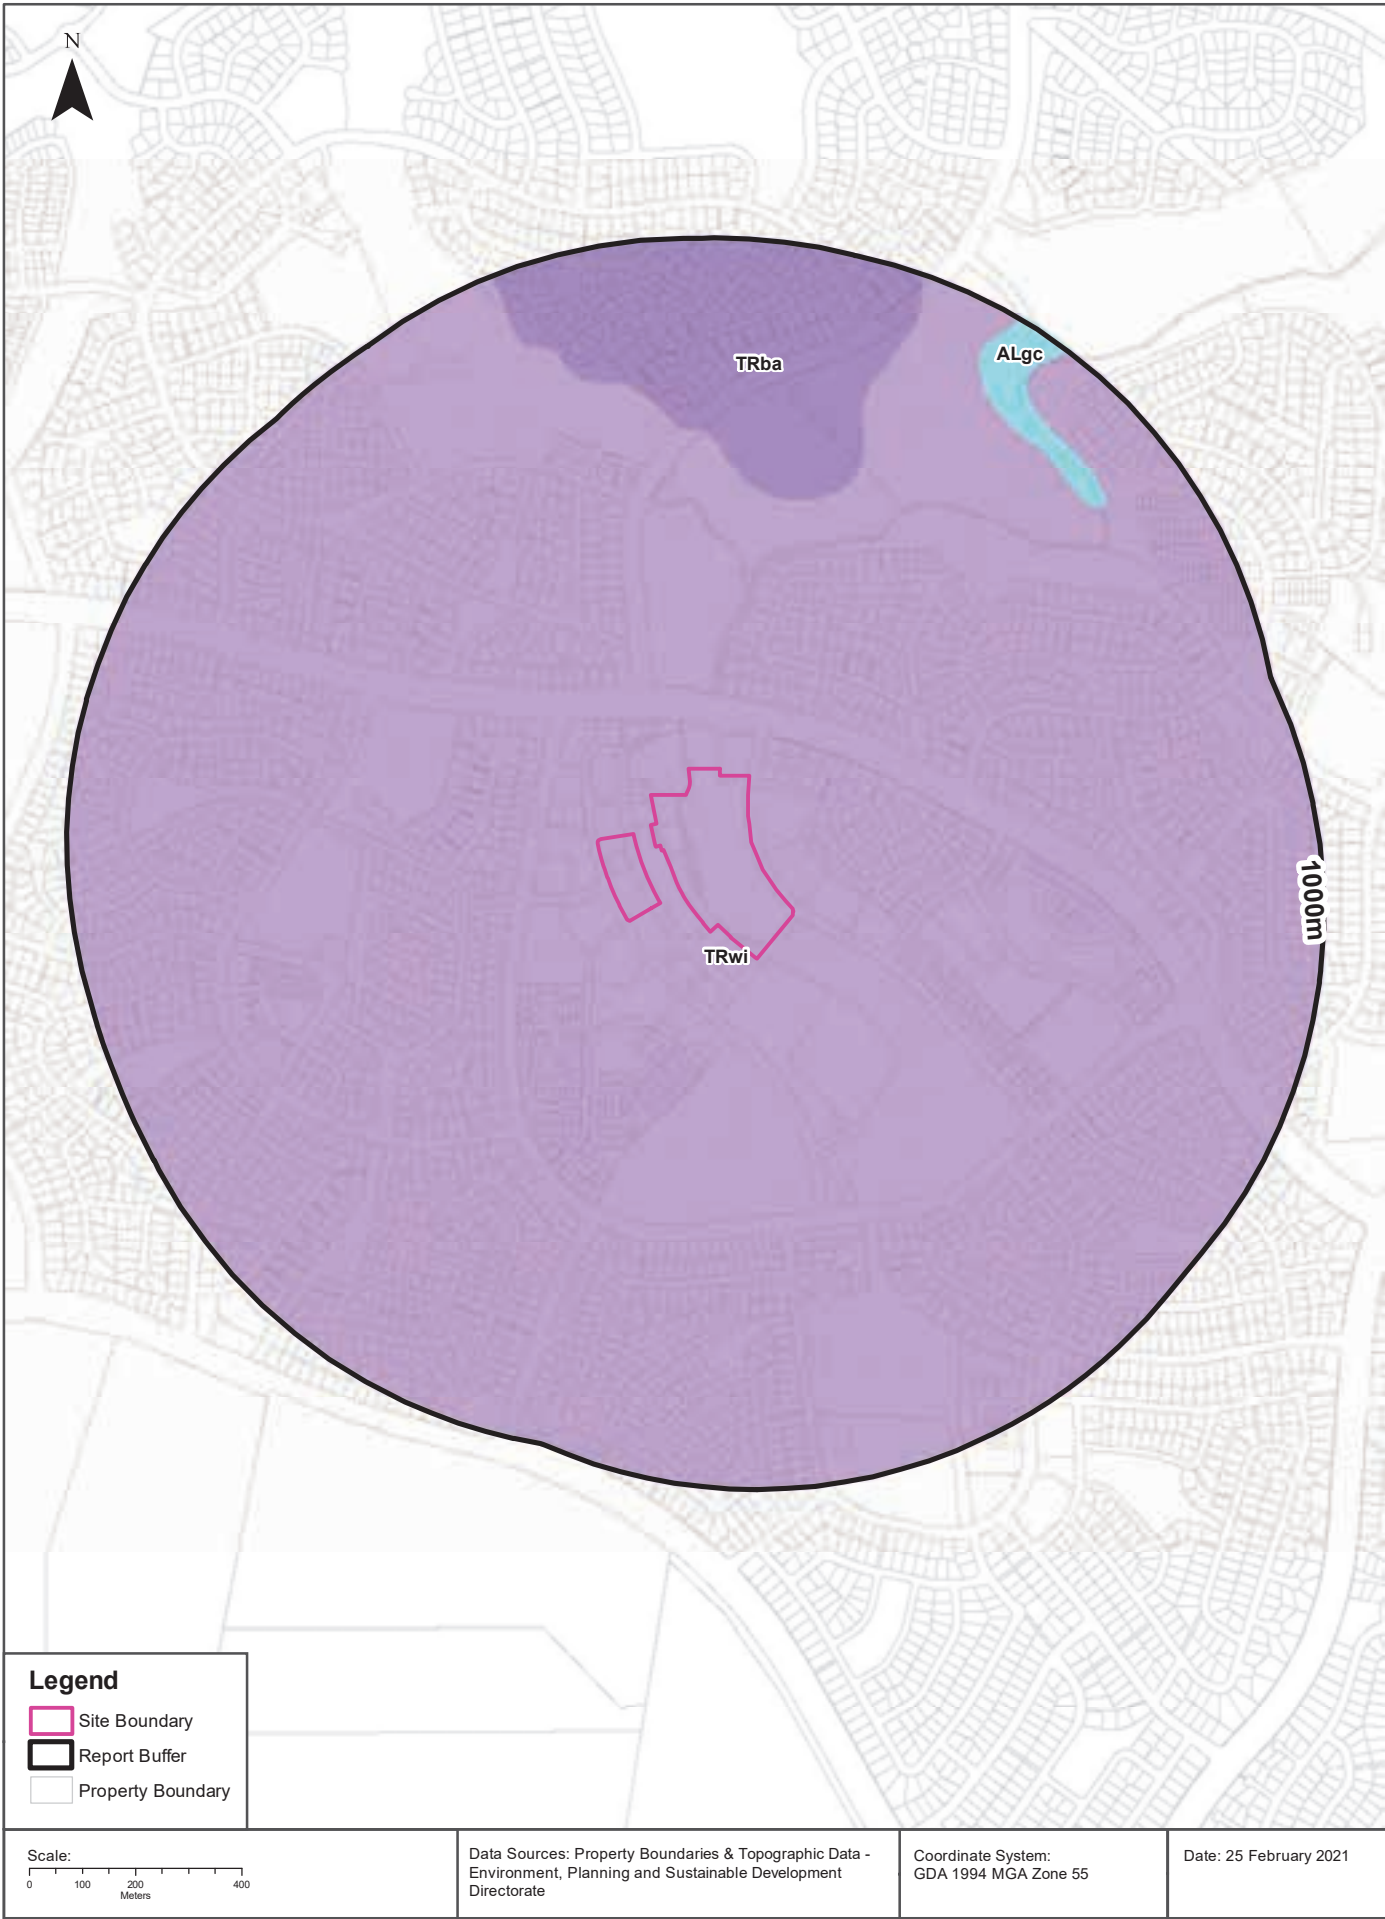 N
TRba
ALgc
1000m
TRwi
Legend
Site Boundary
Report Buffer
Property Boundary
Scale:
0 100 200 400
Meters
Data Sources: Property Boundaries & Topographic Data -
Environment, Planning and Sustainable Development
Directorate
Coordinate System:
GDA 1994 MGA Zone 55
Date: 25 February 2021